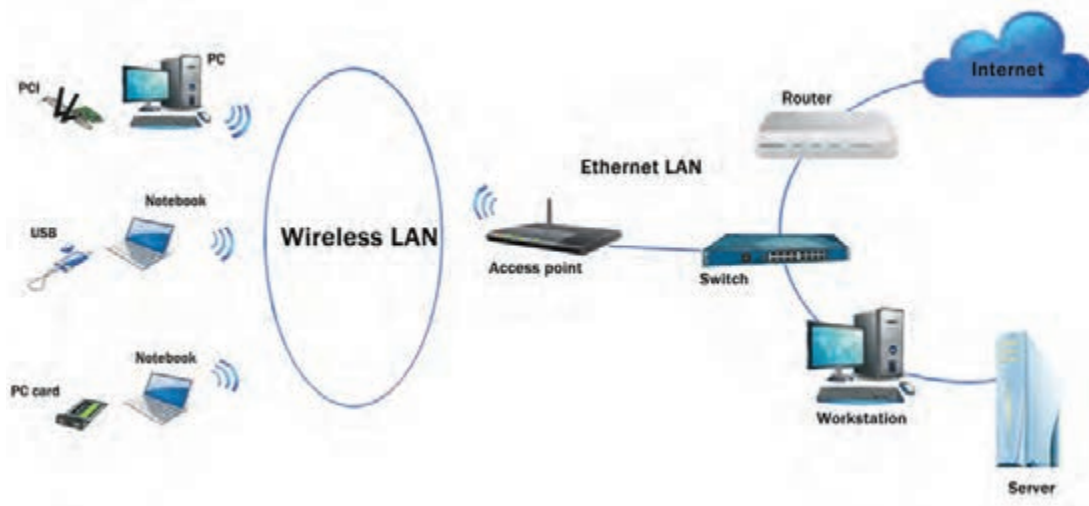 PCI
PC
Notebook
USB
Notebook
PC card
Wireless LAN
Ethernet LAN
Access point
Switch
Router
Internet
Workstation
Server